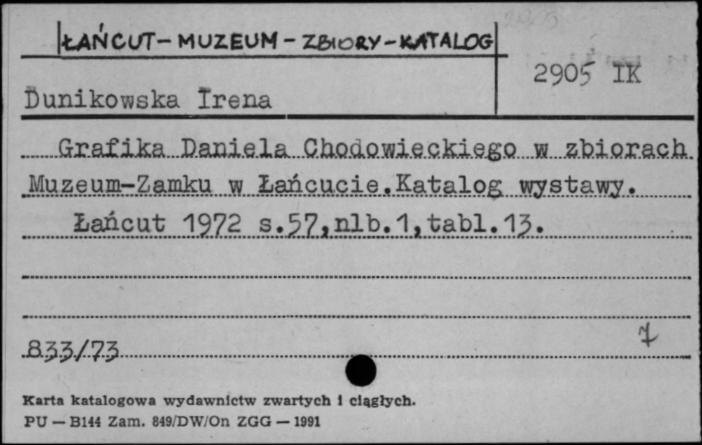 ŁAŃCUT-MUZEUM-ZBIORY-KATALOG
2905 IK
Dunikowska Irena
Grafika Daniela Chodowieckiego w zbiorach
Muzeum-Zamku w Łańcucie.Katalog wystawy.
Łańcut 1972 s.57,nlb.1,tabl.13.
833/73
Karta katalogowa wydawnictw zwartych i ciągłych.
PU — B144 Zam. 849/DW/On ZGG — 1991